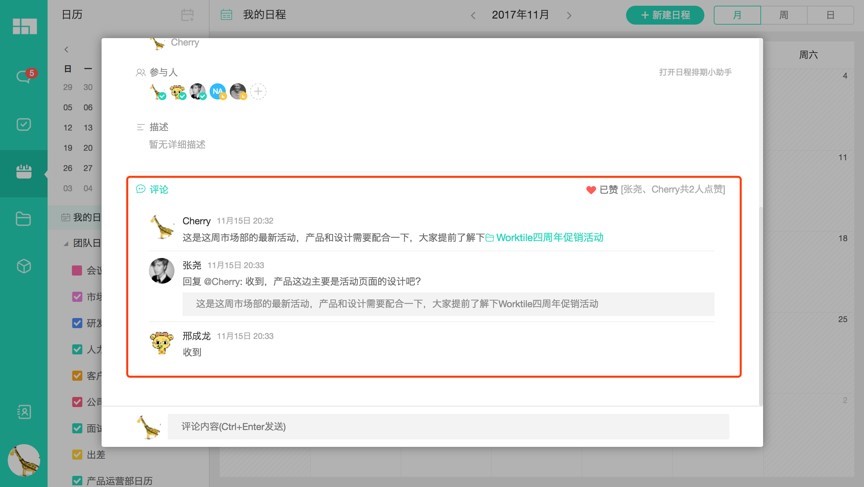 日历
我的日程
2017年11月
+ 新建日程
月
周
日
5
Cherry
参与人
打开日程排期小助手
NA
描述
暂无详细描述
评论
已赞 [张尧、Cherry共2人点赞]
Cherry 11月15日 20:32
这是这周市场部的最新活动，产品和设计需要配合一下，大家提前了解下 Worktile四周年促销活动
张尧 11月15日 20:33
回复 @Cherry: 收到，产品这边主要是活动页面的设计吧？
这是这周市场部的最新活动，产品和设计需要配合一下，大家提前了解下Worktile四周年促销活动
邢成龙 11月15日 20:33
收到
评论内容(Ctrl+Enter发送)
日 一
29 30
05 06
12 13
19 20
26 27
03 04
我的日
团队日
会议
市场
研发
人力
客户
公司
面试
出差
产品运营部日历
周六
4
11
18
25
2